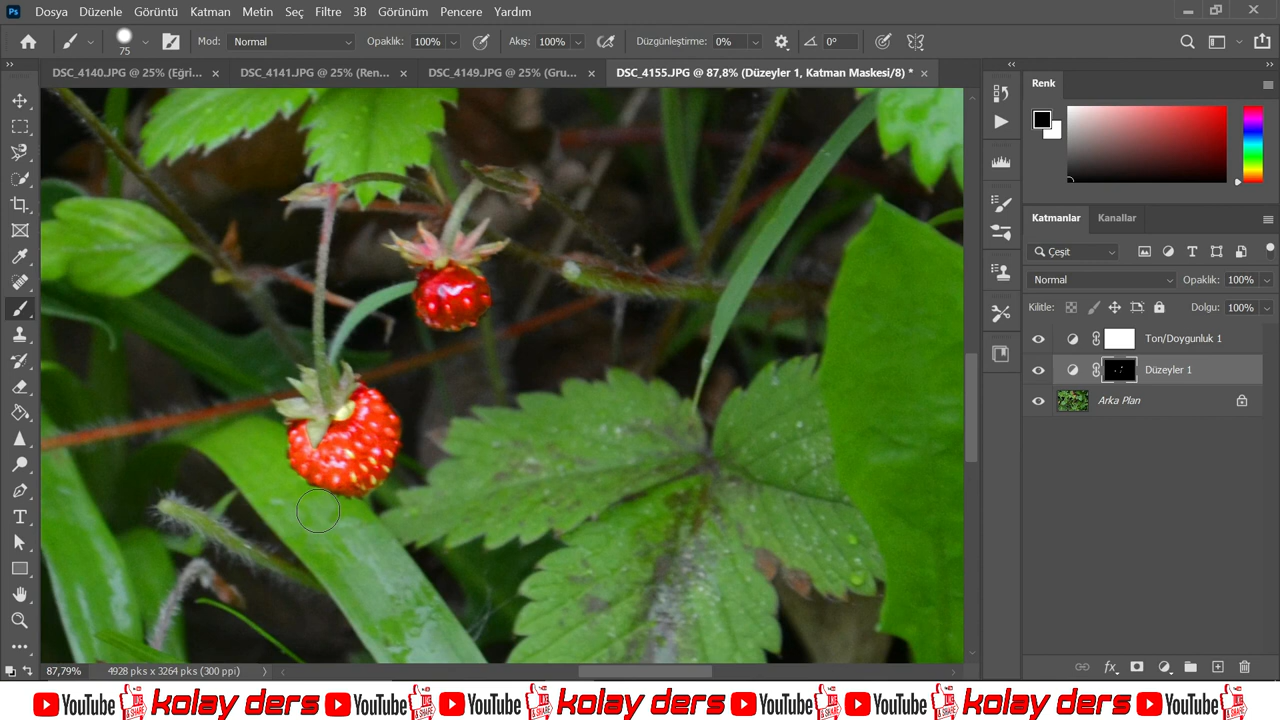 Ps Dosya Düzenle Görüntü Katman Metin Seç Filtre 3B Görünüm Pencere Yardım
75 Mod: Normal Opaklık: 100% Akış: 100% Düzgünleştirme: 0% 0°
DSC_4140.JPG @ 25% (Eğri... × DSC_4141.JPG @ 25% (Ren... × DSC_4149.JPG @ 25% (Gru... × DSC_4155.JPG @ 87,8% (Düzeyler 1, Katman Maskesi/8) * ×
Renk
Katmanlar Kanallar
Çeşit
Normal Opaklık: 100%
Kilitle: Dolgu: 100%
Ton/Doygunluk 1
Düzeyler 1
Arka Plan
87,79% 4928 pks x 3264 pks (300 ppi)
YouTube kolay ders YouTube YouTube kolay ders YouTube YouTube kolay ders YouTube